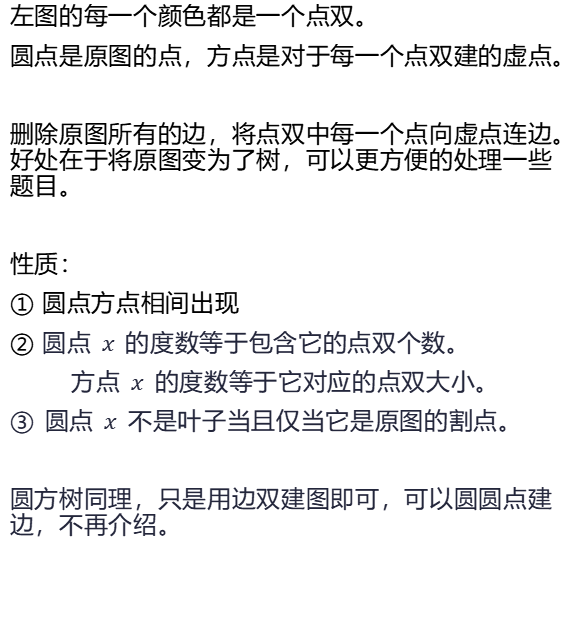 左图的每一个颜色都是一个点双。
圆点是原图的点，方点是对于每一个点双建的虚点。
删除原图所有的边，将点双中每一个点向虚点连边。
好处在于将原图变为了树，可以更方便的处理一些
题目。
性质：
① 圆点方点相间出现
② 圆点 x 的度数等于包含它的点双个数。
方点 x 的度数等于它对应的点双大小。
③ 圆点 x 不是叶子当且仅当它是原图的割点。
圆方树同理，只是用边双建图即可，可以圆圆点建
边，不再介绍。